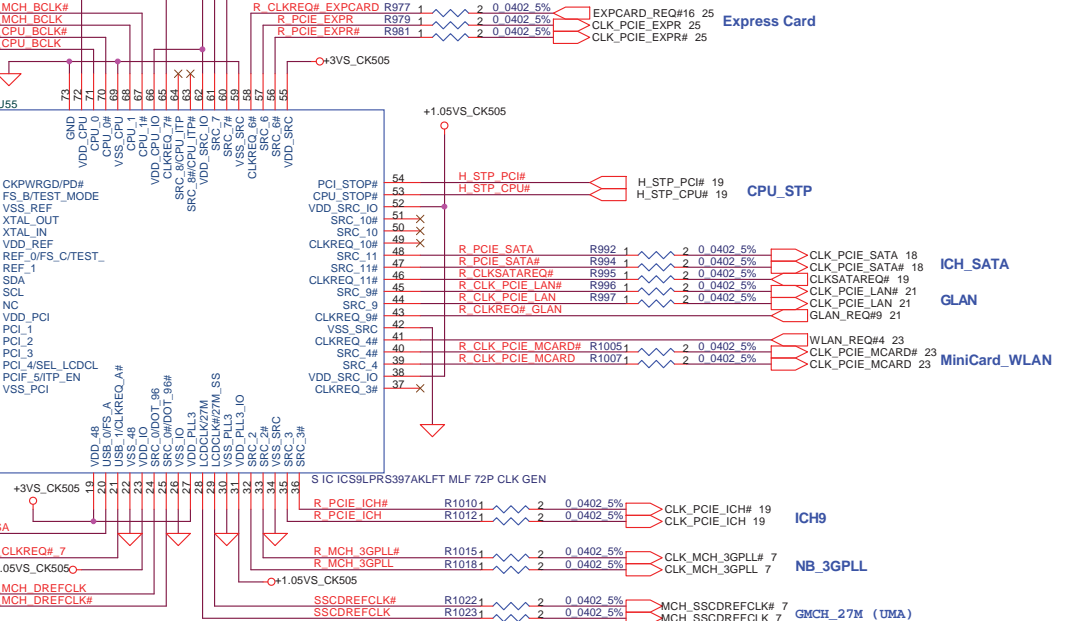 MCH_BCLK#
MCH_BCLK
CPU_BCLK#
CPU_BCLK
R_CLKREQ#_EXPCARD R977 1 2 0_0402_5% EXPCARD_REQ#16 25
R_PCIE_EXPR R979 1 2 0_0402_5% CLK_PCIE_EXPR 25
R_PCIE_EXPR# R981 1 2 0_0402_5% CLK_PCIE_EXPR# 25
Express Card
+3VS_CK505
+1.05VS_CK505
U55
73 GND
72 VDD_CPU
71 CPU_0
70 CPU_0#
69 VSS_CPU
68 CPU_1
67 CPU_1#
66 VDD_CPU_IO
65 CLKREQ_7#
64 SRC_8/CPU_ITP
63 SRC_8#/CPU_ITP#
62 VDD_SRC_IO
61 SRC_7
60 SRC_7#
59 VSS_SRC
58 CLKREQ_6#
57 SRC_6
56 SRC_6#
55 VDD_SRC
CKPWRGD/PD#
FS_B/TEST_MODE
VSS_REF
XTAL_OUT
XTAL_IN
VDD_REF
REF_0/FS_C/TEST_
REF_1
SDA
SCL
NC
VDD_PCI
PCI_1
PCI_2
PCI_3
PCI_4/SEL_LCDCL
PCIF_5/ITP_EN
VSS_PCI
PCI_STOP# 54 H_STP_PCI# H_STP_PCI# 19
CPU_STOP# 53 H_STP_CPU# H_STP_CPU# 19
CPU_STP
VDD_SRC_IO 52
SRC_10# 51
SRC_10 50
CLKREQ_10# 49
SRC_11 48 R_PCIE_SATA R992 1 2 0_0402_5% CLK_PCIE_SATA 18
SRC_11# 47 R_PCIE_SATA# R994 1 2 0_0402_5% CLK_PCIE_SATA# 18
ICH_SATA
CLKREQ_11# 46 R_CLKSATAREQ# R995 1 2 0_0402_5% CLKSATAREQ# 19
SRC_9# 45 R_CLK_PCIE_LAN# R996 1 2 0_0402_5% CLK_PCIE_LAN# 21
SRC_9 44 R_CLK_PCIE_LAN R997 1 2 0_0402_5% CLK_PCIE_LAN 21
GLAN
CLKREQ_9# 43 R_CLKREQ#_GLAN GLAN_REQ#9 21
VSS_SRC 42
CLKREQ_4# 41 WLAN_REQ#4 23
SRC_4# 40 R_CLK_PCIE_MCARD# R1005 1 2 0_0402_5% CLK_PCIE_MCARD# 23
SRC_4 39 R_CLK_PCIE_MCARD R1007 1 2 0_0402_5% CLK_PCIE_MCARD 23
MiniCard_WLAN
VDD_SRC_IO 38
CLKREQ_3# 37
VDD_48 19
USB_0/FS_A 20
USB_1/CLKREQ_A# 21
VSS_48 22
VDD_IO 23
SRC_0/DOT_96 24
SRC_0#/DOT_96# 25
VSS_IO 26
VDD_PLL3 27
LCDCLK/27M 28
LCDCLK#/27M_SS 29
VSS_PLL3 30
VDD_PLL3_IO 31
SRC_2 32
SRC_2# 33
VSS_SRC 34
SRC_3 35
SRC_3# 36
S IC ICS9LPRS397AKLFT MLF 72P CLK GEN
+3VS_CK505
R_PCIE_ICH# R1010 1 2 0_0402_5% CLK_PCIE_ICH# 19
R_PCIE_ICH R1012 1 2 0_0402_5% CLK_PCIE_ICH 19
ICH9
SA
CLKREQ#_7
R_MCH_3GPLL# R1015 1 2 0_0402_5% CLK_MCH_3GPLL# 7
R_MCH_3GPLL R1018 1 2 0_0402_5% CLK_MCH_3GPLL 7
NB_3GPLL
.05VS_CK505
+1.05VS_CK505
MCH_DREFCLK
MCH_DREFCLK#
SSCDREFCLK# R1022 1 2 0_0402_5% MCH_SSCDREFCLK# 7
SSCDREFCLK R1023 1 2 0_0402_5% MCH_SSCDREFCLK 7
GMCH_27M (UMA)